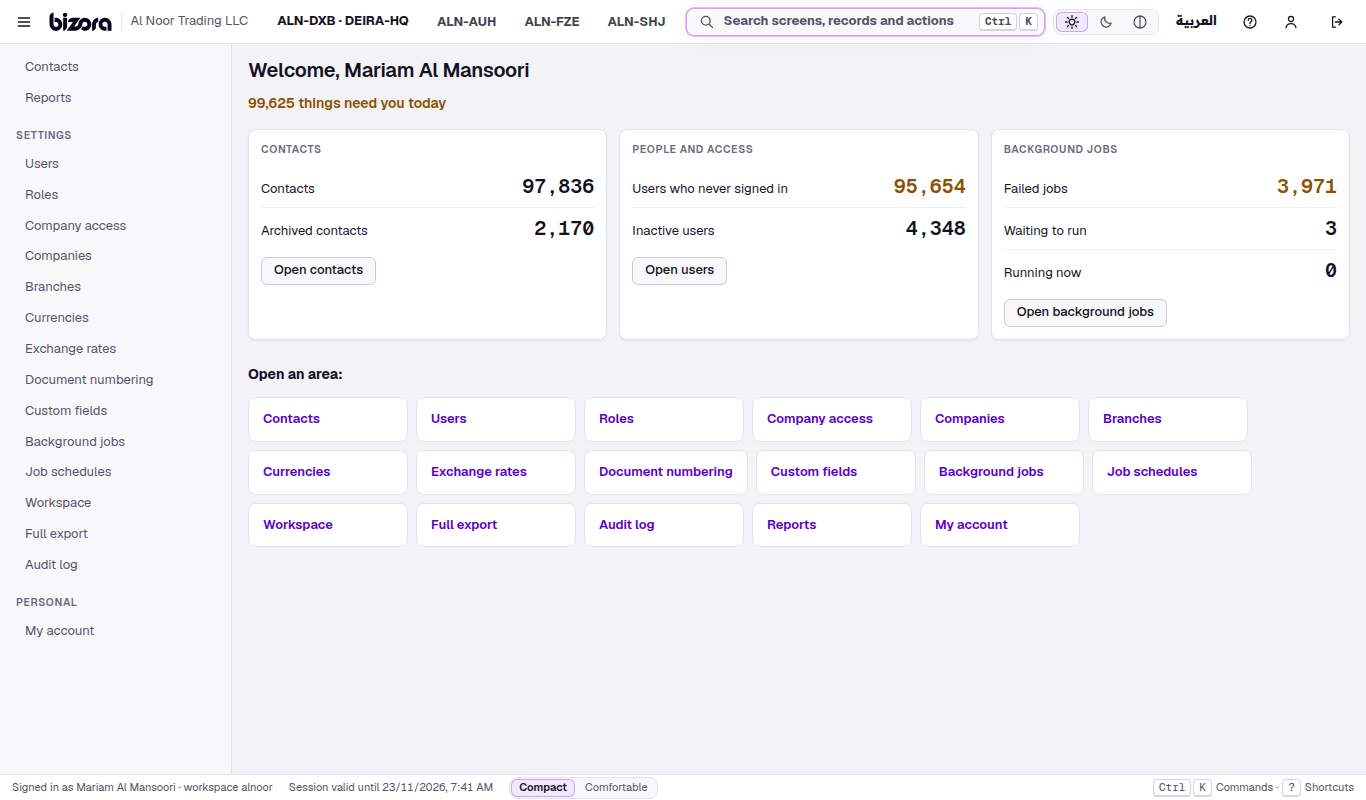 bizora
Al Noor Trading LLC
ALN-DXB · DEIRA-HQ
ALN-AUH
ALN-FZE
ALN-SHJ
Search screens, records and actions
Ctrl K
العربية
Contacts
Reports
SETTINGS
Users
Roles
Company access
Companies
Branches
Currencies
Exchange rates
Document numbering
Custom fields
Background jobs
Job schedules
Workspace
Full export
Audit log
PERSONAL
My account
Welcome, Mariam Al Mansoori
99,625 things need you today
CONTACTS
Contacts 97,836
Archived contacts 2,170
Open contacts
PEOPLE AND ACCESS
Users who never signed in 95,654
Inactive users 4,348
Open users
BACKGROUND JOBS
Failed jobs 3,971
Waiting to run 3
Running now 0
Open background jobs
Open an area:
Contacts Users Roles Company access Companies Branches
Currencies Exchange rates Document numbering Custom fields Background jobs Job schedules
Workspace Full export Audit log Reports My account
Signed in as Mariam Al Mansoori · workspace alnoor
Session valid until 23/11/2026, 7:41 AM
Compact Comfortable
Ctrl K Commands · ? Shortcuts